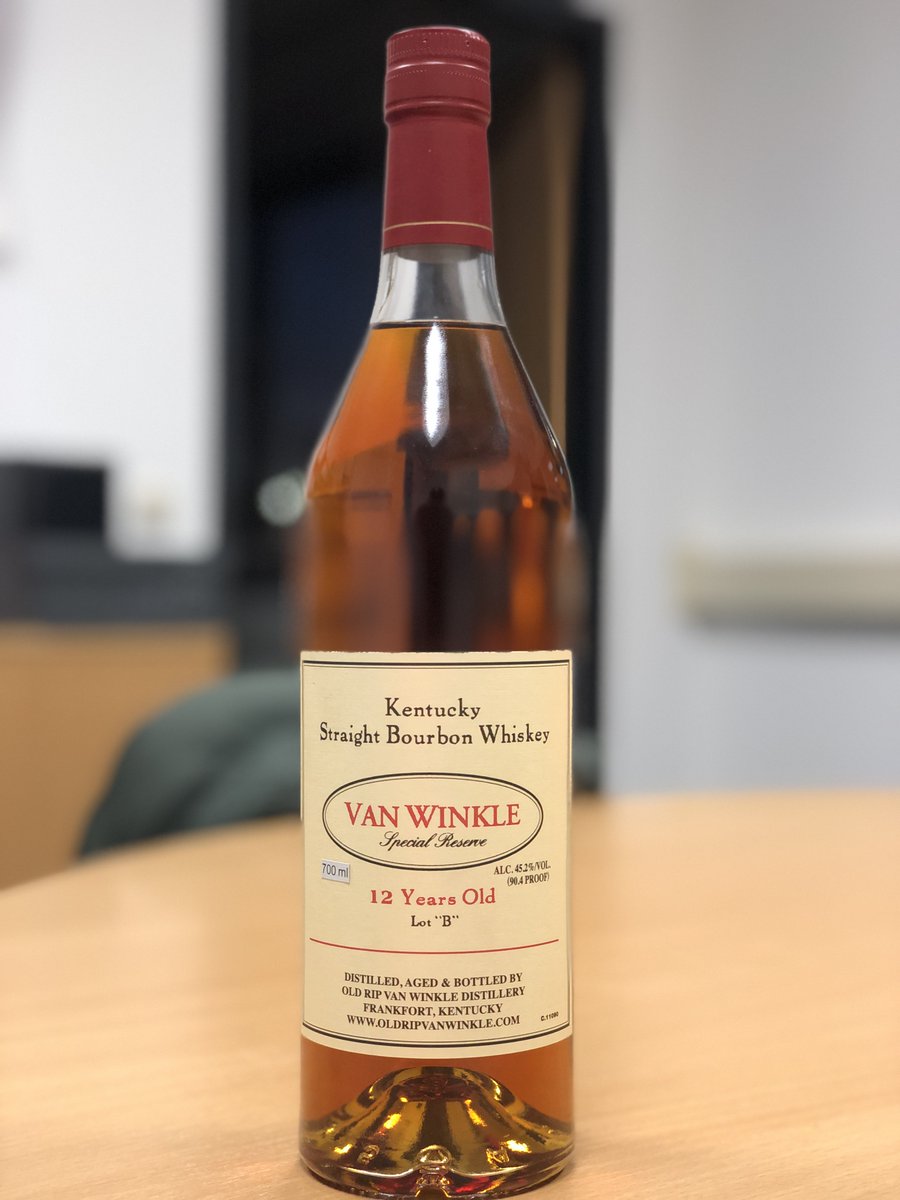 Kentucky
Straight Bourbon Whiskey
VAN WINKLE
Special Reserve
700 ml
ALC. 45.2%/VOL.
(90.4 PROOF)
12 Years Old
Lot "B"
DISTILLED, AGED & BOTTLED BY
OLD RIP VAN WINKLE DISTILLERY
FRANKFORT, KENTUCKY
WWW.OLDRIPVANWINKLE.COM
C.11090